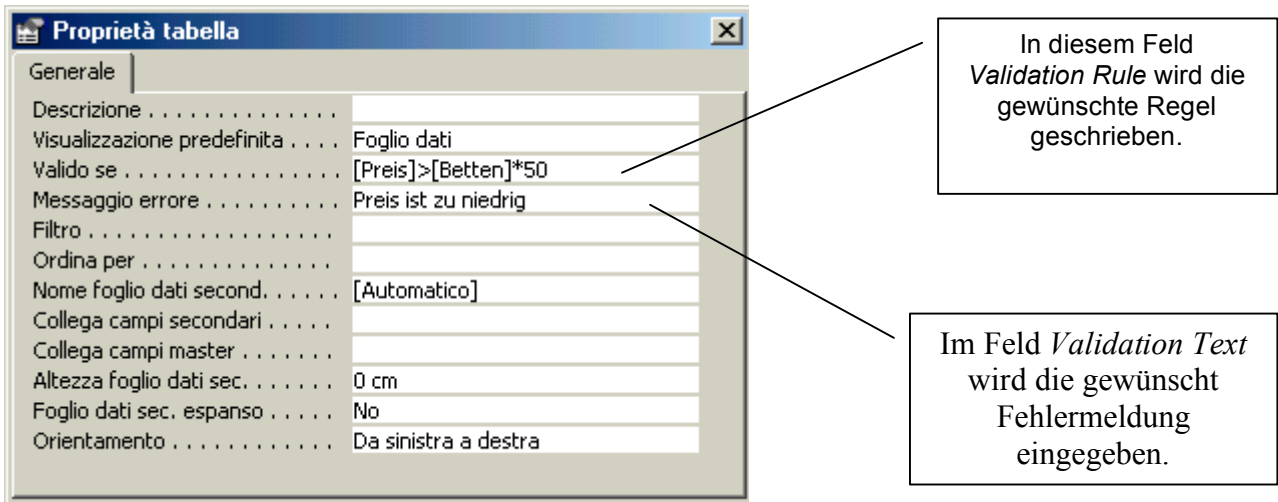 Proprietà tabella
Generale
Descrizione . . . . . . . . . . . . . .
Visualizzazione predefinita . . . . Foglio dati
Valido se . . . . . . . . . . . . . . . . [Preis]>[Betten]*50
Messaggio errore . . . . . . . . . . Preis ist zu niedrig
Filtro . . . . . . . . . . . . . . . . . .
Ordina per . . . . . . . . . . . . . .
Nome foglio dati second. . . . . . [Automatico]
Collega campi secondari . . . . .
Collega campi master . . . . . . .
Altezza foglio dati sec. . . . . . . 0 cm
Foglio dati sec. espanso . . . . . No
Orientamento . . . . . . . . . . . . Da sinistra a destra
In diesem Feld
Validation Rule wird die
gewünschte Regel
geschrieben.
Im Feld Validation Text
wird die gewünscht
Fehlermeldung
eingegeben.